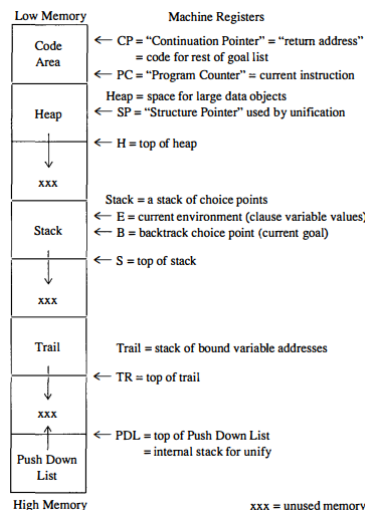 Low Memory Machine Registers
Code
Area
← CP = “Continuation Pointer” = “return address”
= code for rest of goal list
← PC = “Program Counter” = current instruction
Heap = space for large data objects
Heap
← SP = “Structure Pointer” used by unification
← H = top of heap
xxx
Stack = a stack of choice points
← E = current environment (clause variable values)
Stack
← B = backtrack choice point (current goal)
← S = top of stack
xxx
Trail
Trail = stack of bound variable addresses
← TR = top of trail
xxx
← PDL = top of Push Down List
= internal stack for unify
Push Down
List
High Memory xxx = unused memory